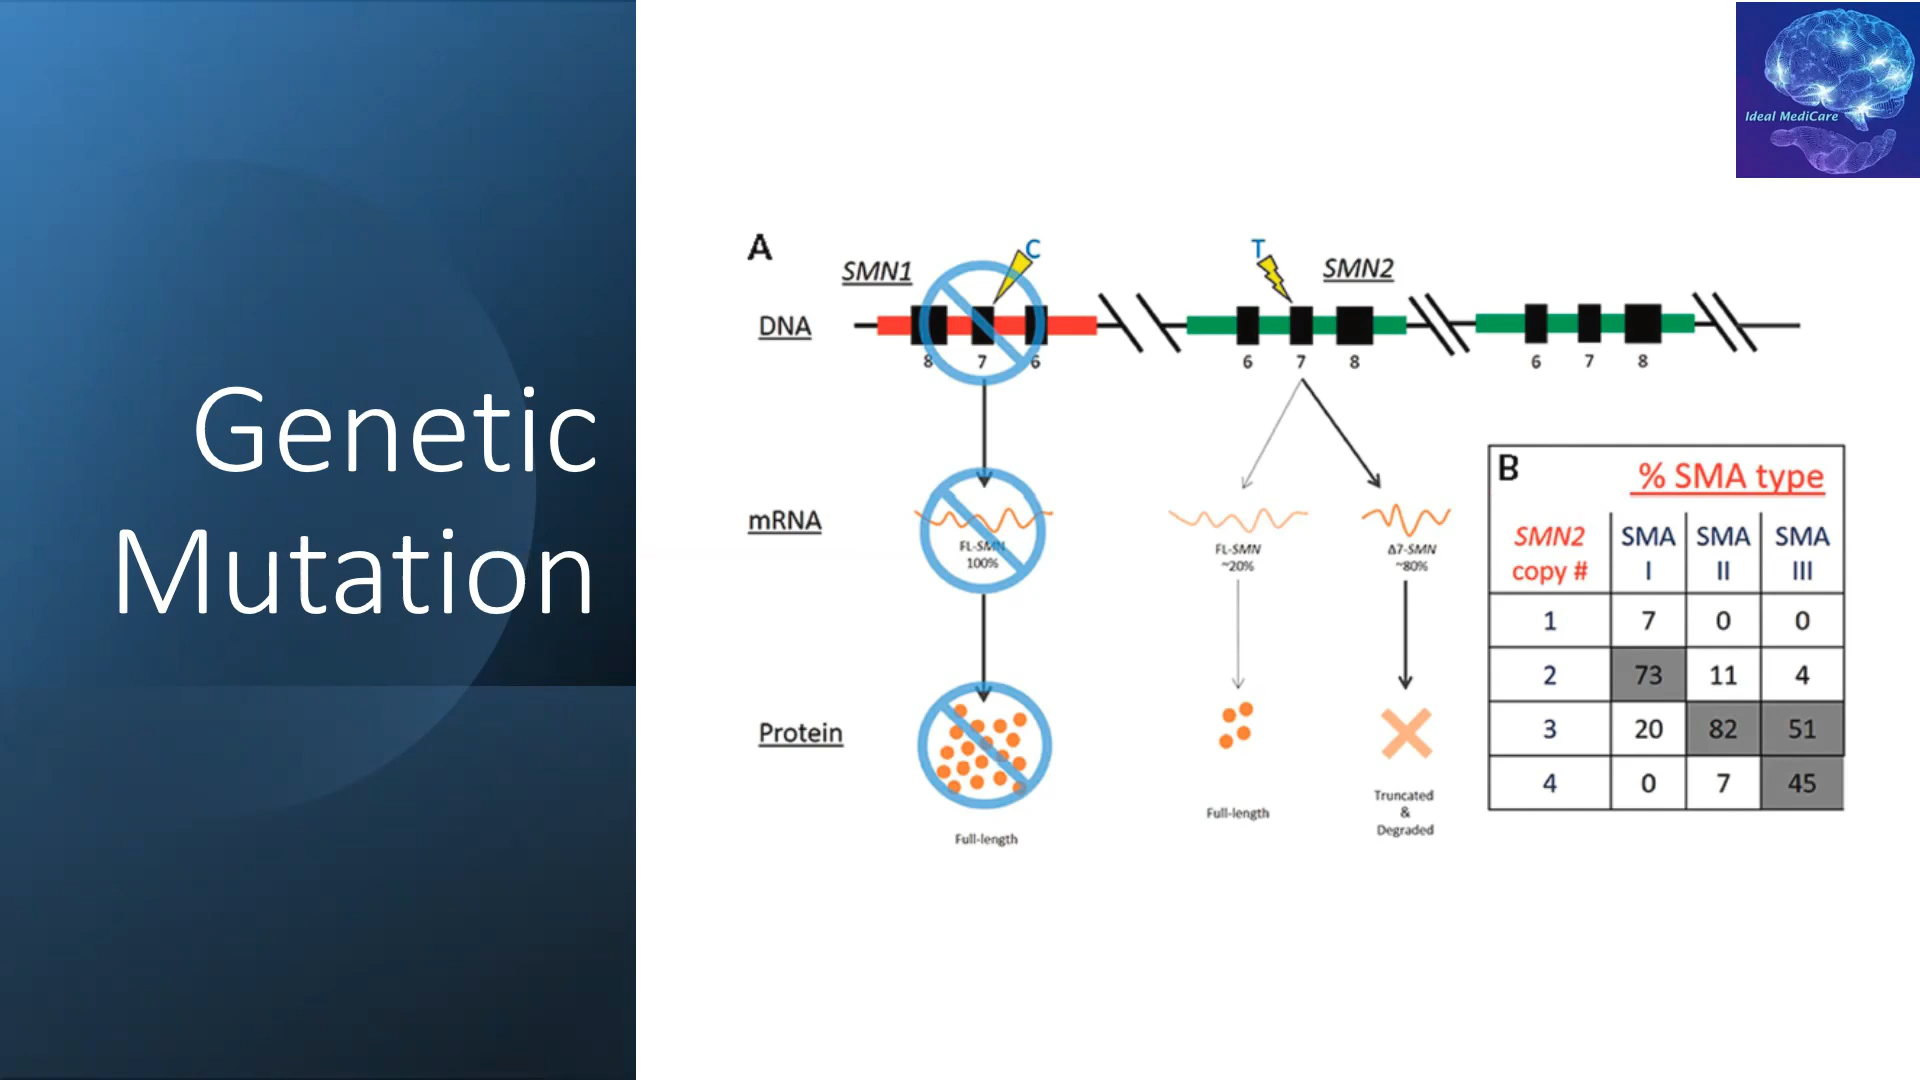 Genetic
Mutation
Ideal MediCare
A
SMN1
C
T
SMN2
DNA
8 7 6
6 7 8
6 7 8
mRNA
FL-SMN
100%
FL-SMN
~20%
Δ7-SMN
~80%
Protein
Full-length
Full-length
Truncated
&
Degraded
B
% SMA type
SMN2 copy # SMA I SMA II SMA III
1 7 0 0
2 73 11 4
3 20 82 51
4 0 7 45